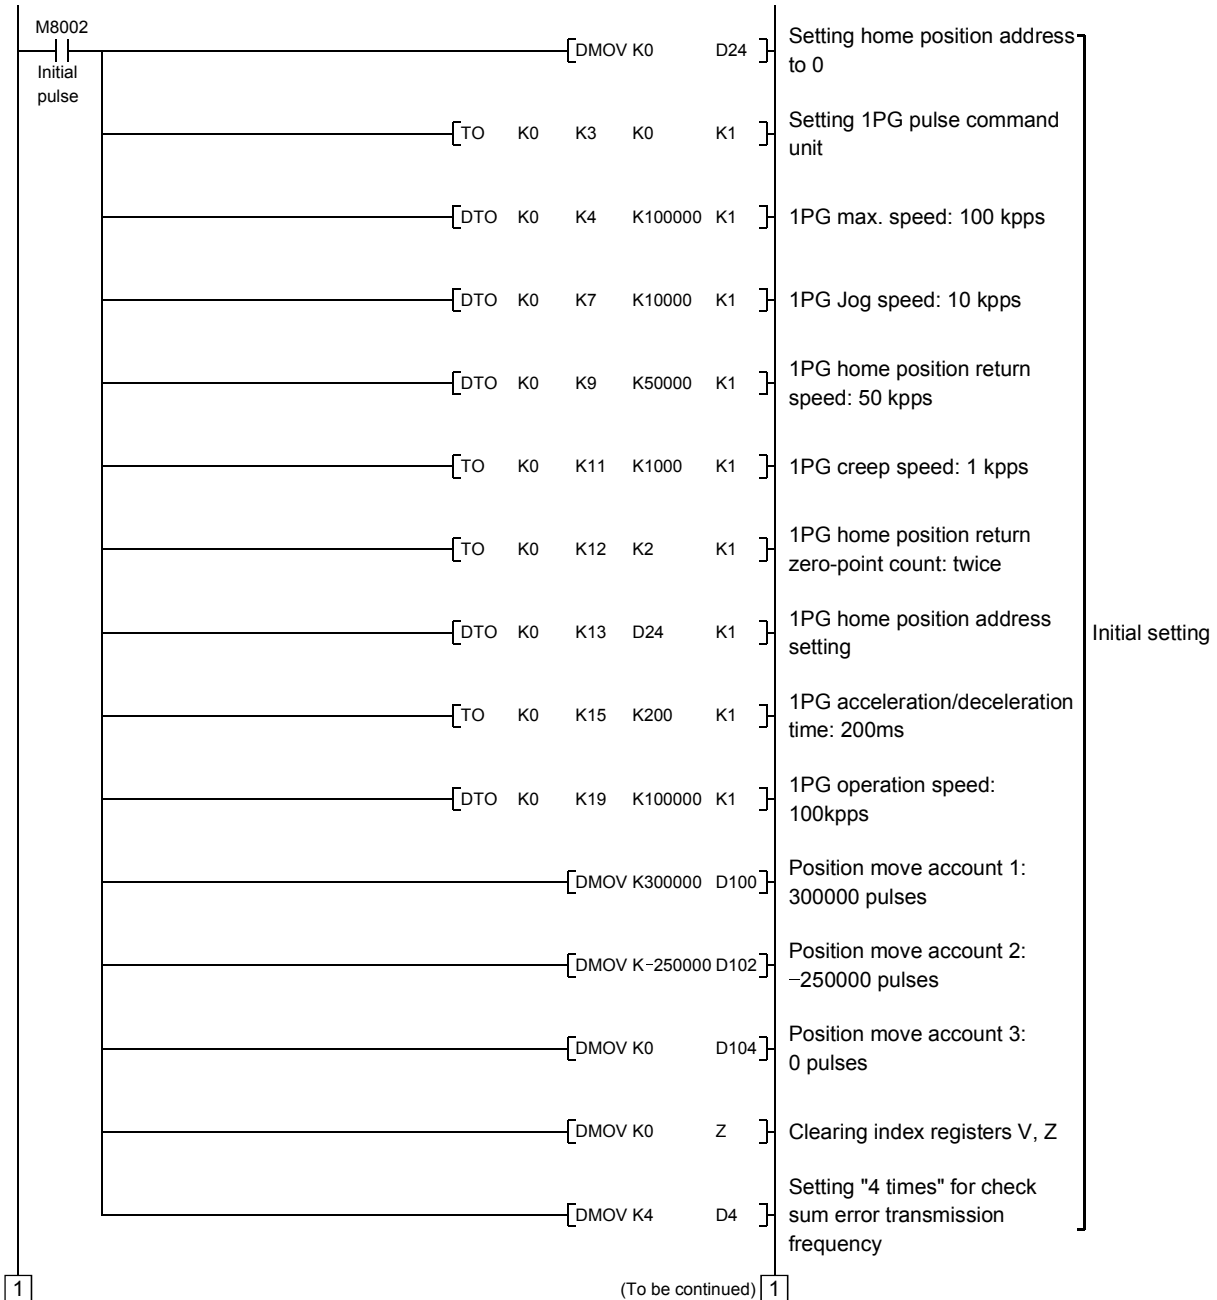 M8002
Initial
pulse
DMOV K0 D24
Setting home position address
to 0
TO K0 K3 K0 K1
Setting 1PG pulse command
unit
DTO K0 K4 K100000 K1
1PG max. speed: 100 kpps
DTO K0 K7 K10000 K1
1PG Jog speed: 10 kpps
DTO K0 K9 K50000 K1
1PG home position return
speed: 50 kpps
TO K0 K11 K1000 K1
1PG creep speed: 1 kpps
TO K0 K12 K2 K1
1PG home position return
zero-point count: twice
DTO K0 K13 D24 K1
1PG home position address
setting
Initial setting
TO K0 K15 K200 K1
1PG acceleration/deceleration
time: 200ms
DTO K0 K19 K100000 K1
1PG operation speed:
100kpps
DMOV K300000 D100
Position move account 1:
300000 pulses
DMOV K−250000 D102
Position move account 2:
−250000 pulses
DMOV K0 D104
Position move account 3:
0 pulses
DMOV K0 Z
Clearing index registers V, Z
DMOV K4 D4
Setting "4 times" for check
sum error transmission
frequency
1
(To be continued) 1